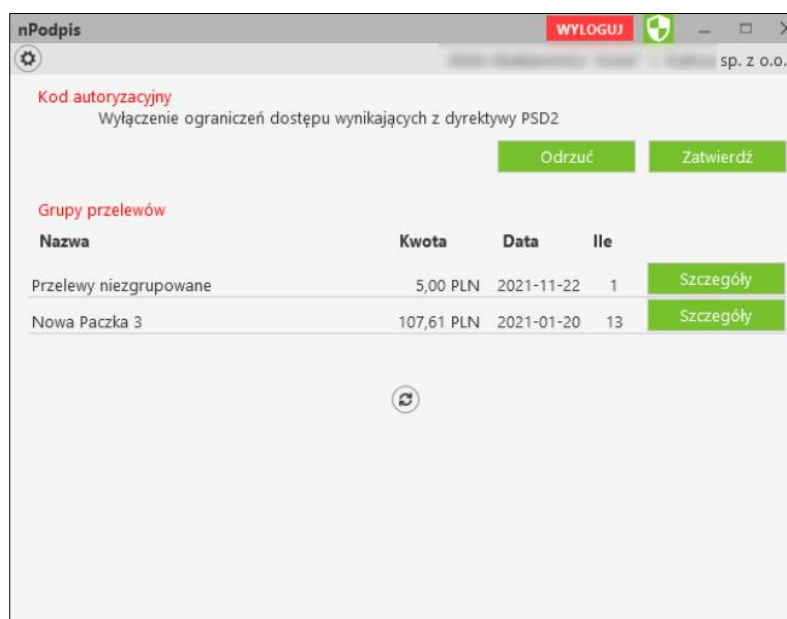 nPodpis WYLOGUJ
sp. z o.o.
Kod autoryzacyjny
Wyłączenie ograniczeń dostępu wynikających z dyrektywy PSD2
Odrzuć Zatwierdź
Grupy przelewów
Nazwa Kwota Data Ile
Przelewy niezgrupowane 5,00 PLN 2021-11-22 1 Szczegóły
Nowa Paczka 3 107,61 PLN 2021-01-20 13 Szczegóły